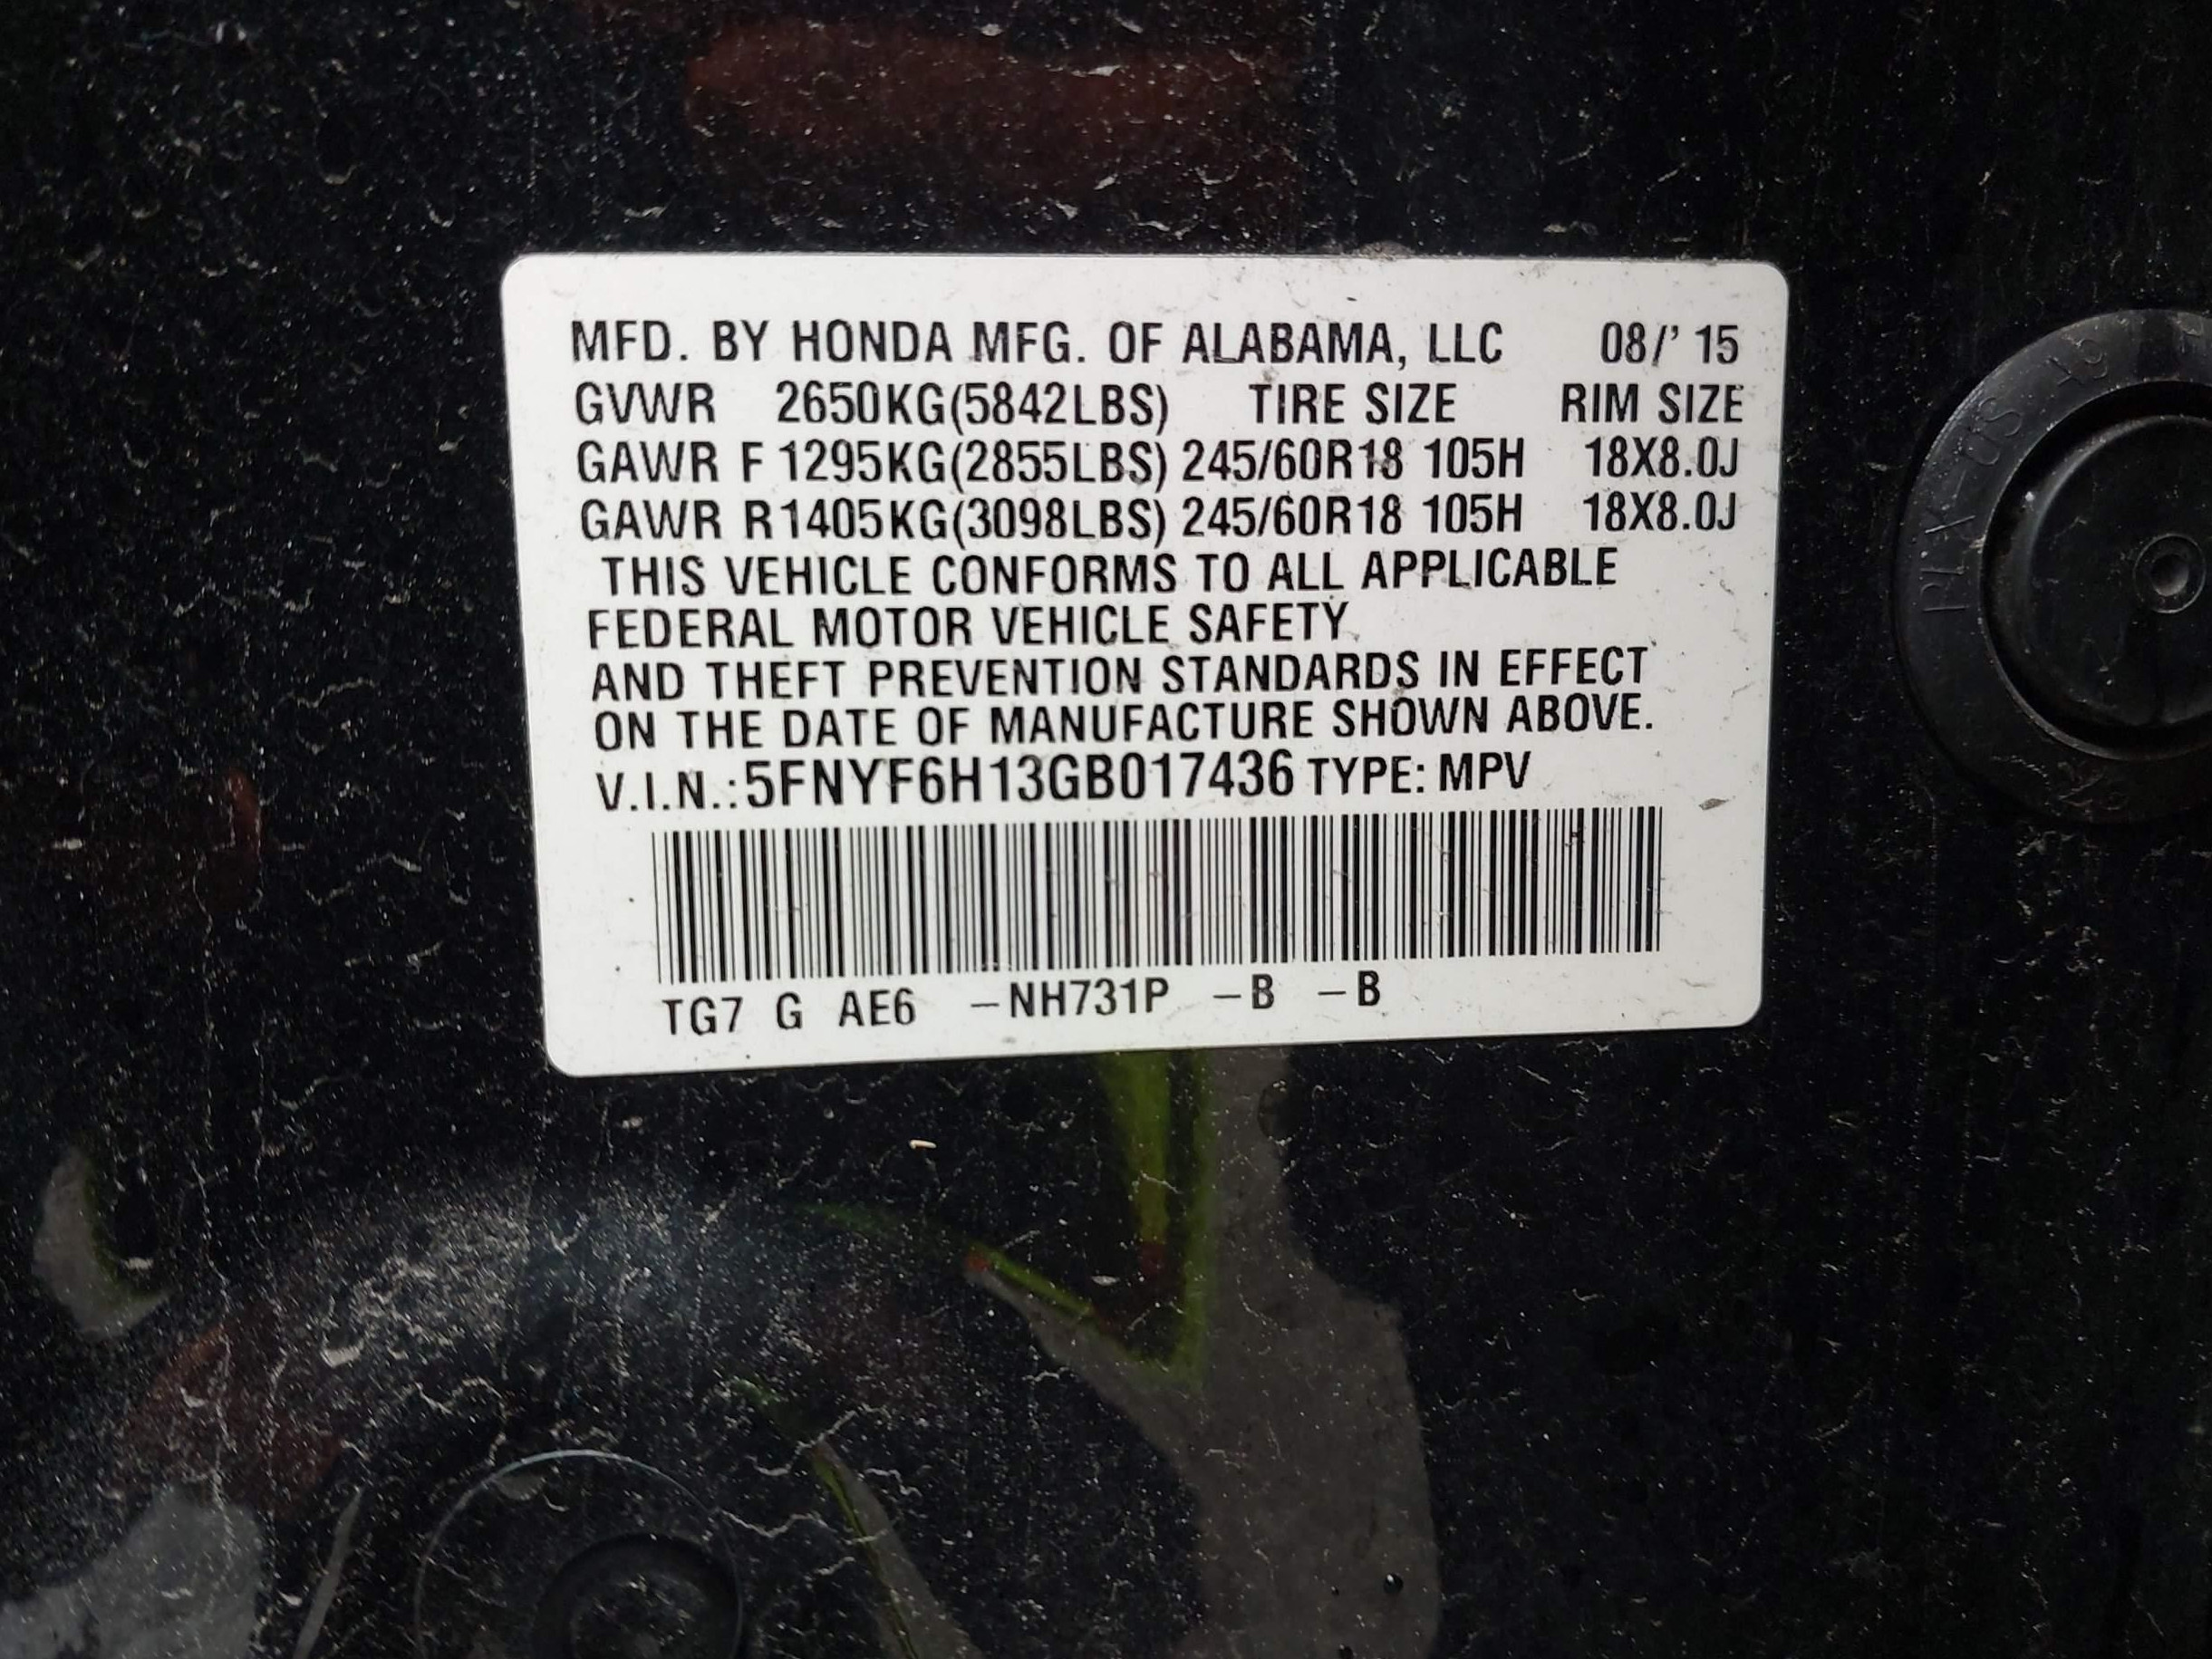 MFD. BY HONDA MFG. OF ALABAMA, LLC 08/' 15
GVWR 2650KG(5842LBS) TIRE SIZE RIM SIZE
GAWR F 1295KG(2855LBS) 245/60R18 105H 18X8.0J
GAWR R 1405KG(3098LBS) 245/60R18 105H 18X8.0J
THIS VEHICLE CONFORMS TO ALL APPLICABLE
FEDERAL MOTOR VEHICLE SAFETY
AND THEFT PREVENTION STANDARDS IN EFFECT
ON THE DATE OF MANUFACTURE SHOWN ABOVE.
V.I.N.:5FNYF6H13GB017436 TYPE: MPV
TG7 G AE6 –NH731P –B –B